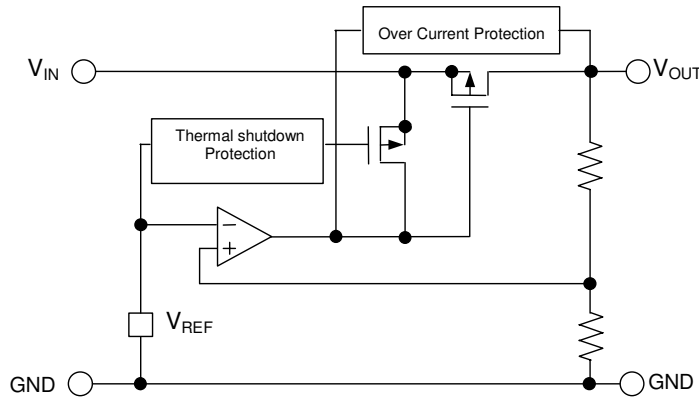 Over Current Protection
VIN
VOUT
Thermal shutdown
Protection
−
+
VREF
GND
GND